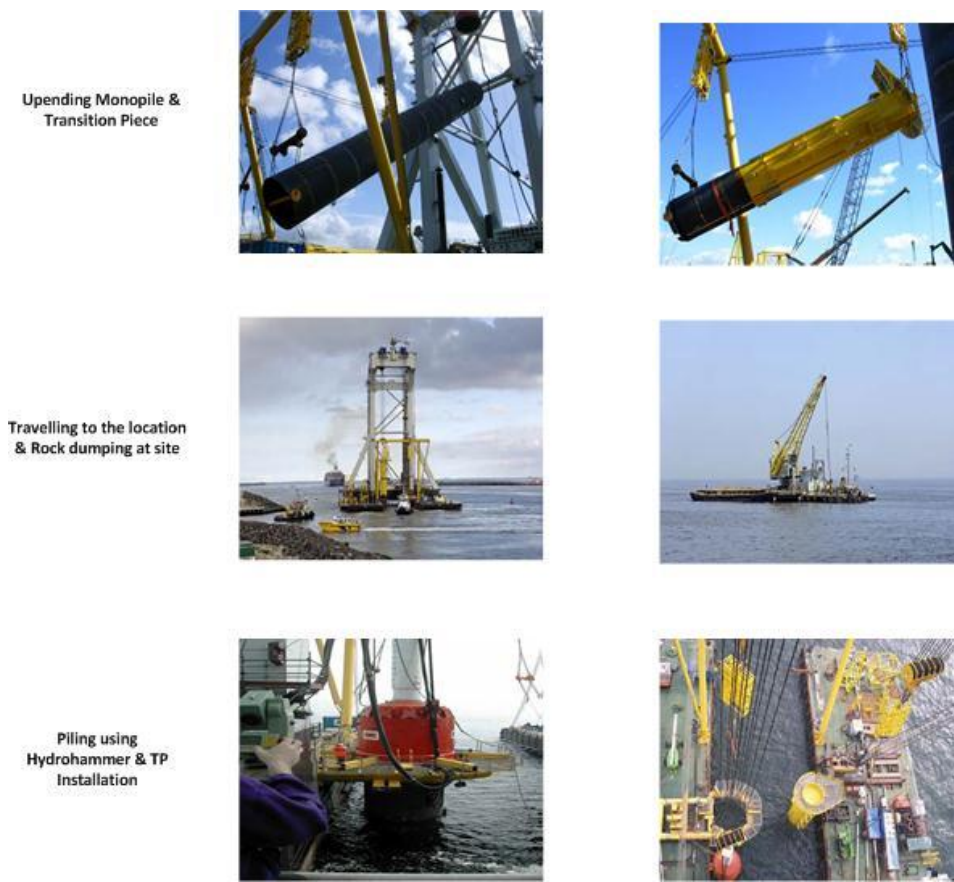 Upending Monopile &
Transition Piece
Travelling to the location
& Rock dumping at site
Piling using
Hydrohammer & TP
Installation